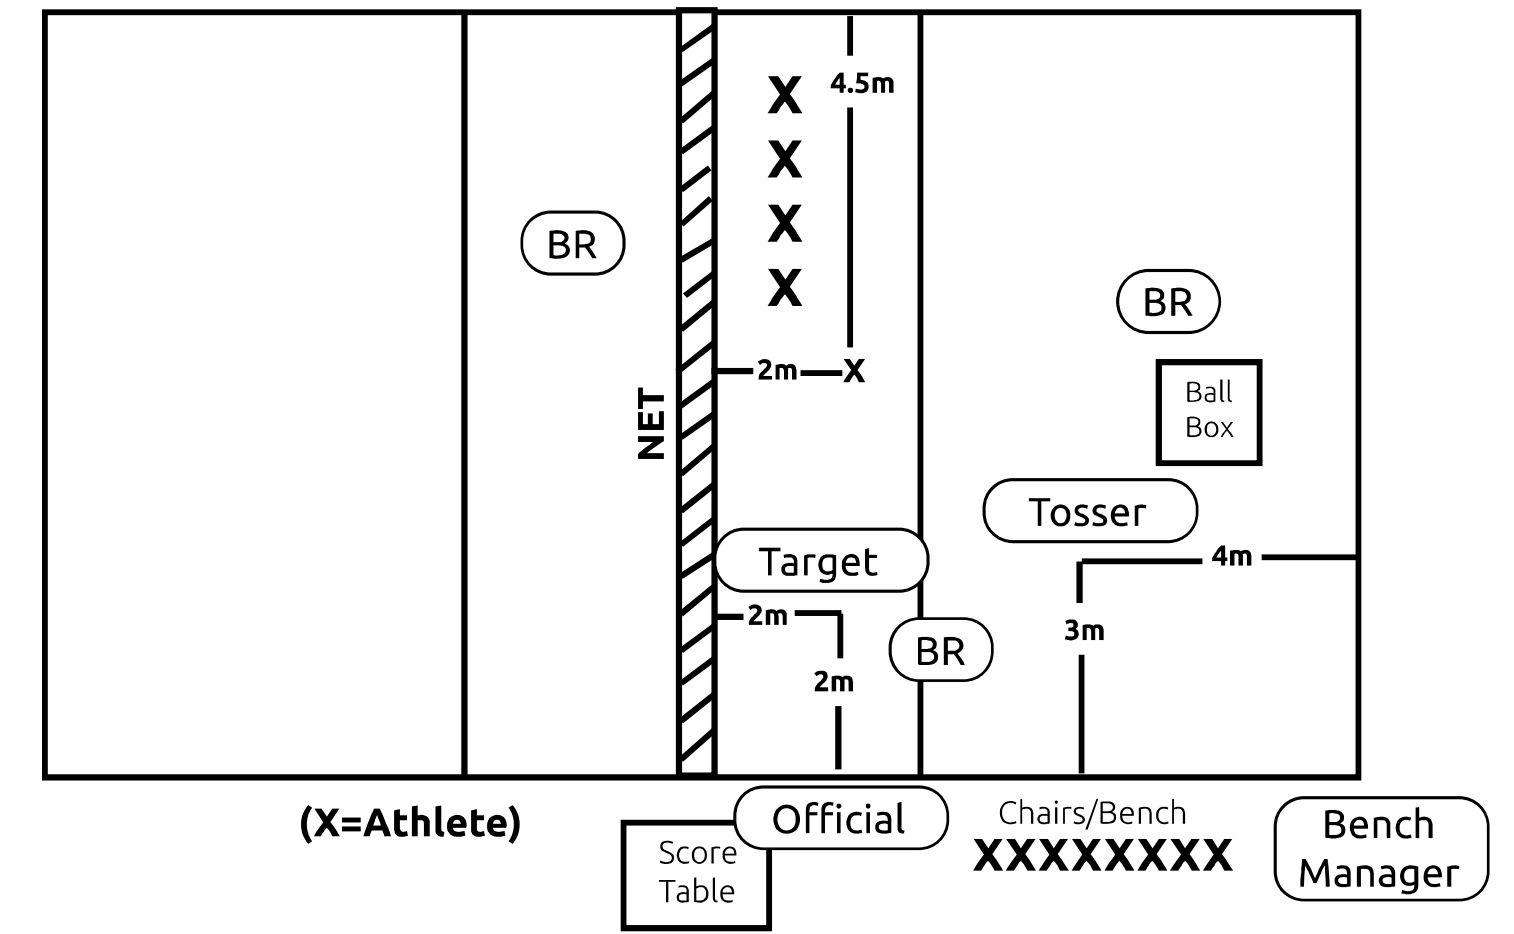 X
4.5m
X
X
BR
X
BR
2m
X
NET
Ball
Box
Tosser
Target
4m
2m
3m
BR
2m
(X=Athlete)
Official
Chairs/Bench
Bench
Manager
Score
Table
XXXXXXXX